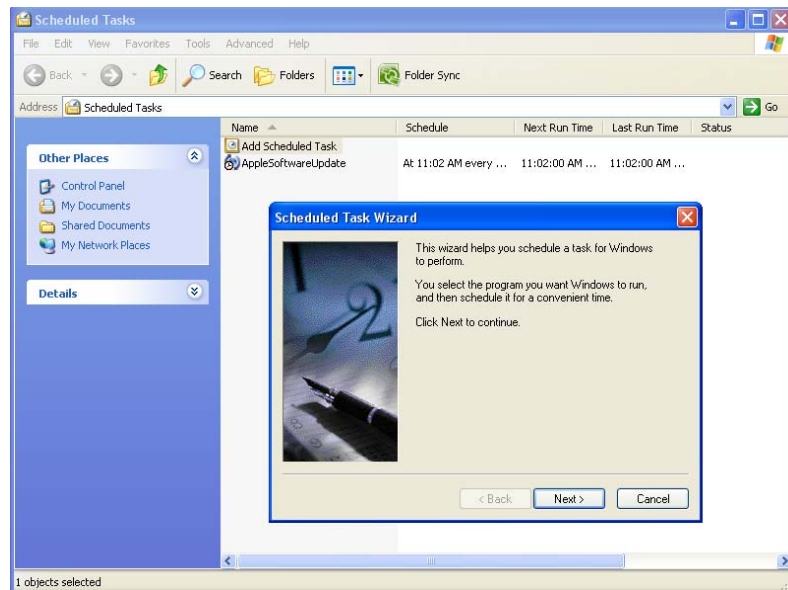 Scheduled Tasks
File Edit View Favorites Tools Advanced Help
Back Search Folders Folder Sync
Address Scheduled Tasks Go
Other Places
Control Panel
My Documents
Shared Documents
My Network Places
Details
Name Schedule Next Run Time Last Run Time Status
Add Scheduled Task
AppleSoftwareUpdate At 11:02 AM every ... 11:02:00 AM ... 11:02:00 AM ...
Scheduled Task Wizard
This wizard helps you schedule a task for Windows
to perform.
You select the program you want Windows to run,
and then schedule it for a convenient time.
Click Next to continue.
2
< Back Next > Cancel
1 objects selected